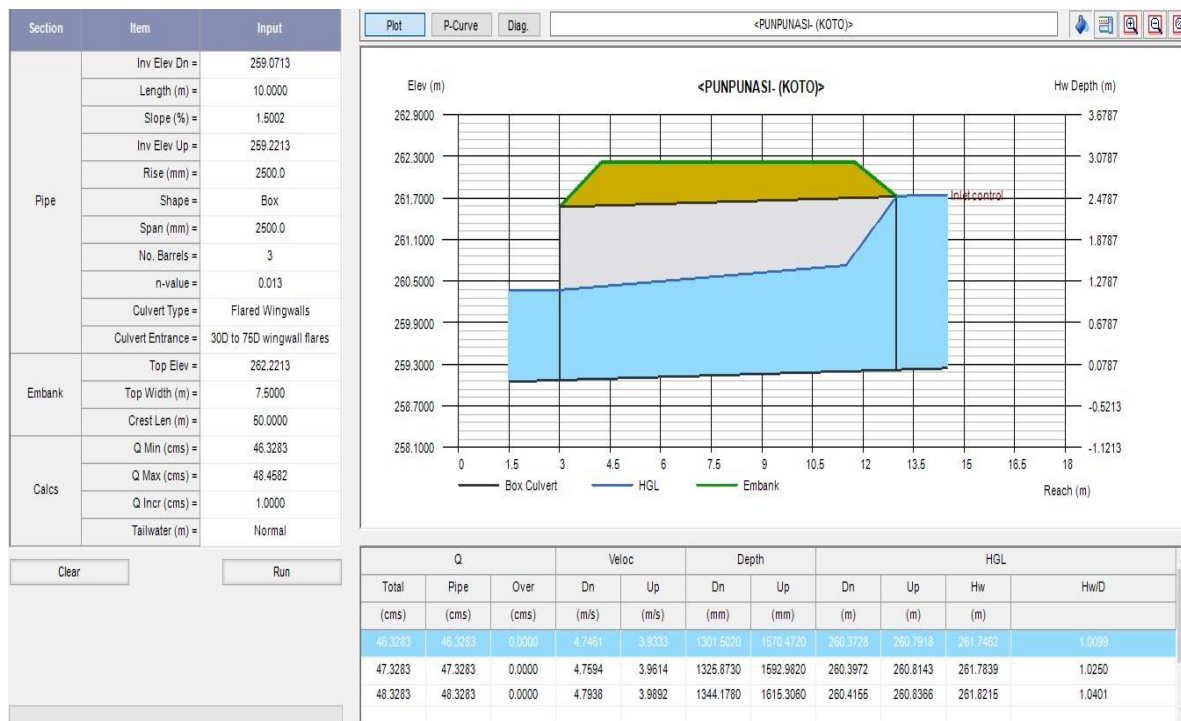 Section Item Input
Pipe
Inv Elev Dn = 259.0713
Length (m) = 10.0000
Slope (%) = 1.5002
Inv Elev Up = 259.2213
Rise (mm) = 2500.0
Shape = Box
Span (mm) = 2500.0
No. Barrels = 3
n-value = 0.013
Culvert Type = Flared Wingwalls
Culvert Entrance = 30D to 75D wingwall flares
Embank
Top Elev = 262.2213
Top Width (m) = 7.5000
Crest Len (m) = 50.0000
Calcs
Q Min (cms) = 46.3283
Q Max (cms) = 48.4582
Q Incr (cms) = 1.0000
Tailwater (m) = Normal
Clear Run
Plot P-Curve Diag. <PUNPUNASI- (KOTO)>
Elev (m) <PUNPUNASI- (KOTO)> Hw Depth (m)
262.9000 3.6787
262.3000 3.0787
261.7000 Inlet control 2.4787
261.1000 1.8787
260.5000 1.2787
259.9000 0.6787
259.3000 0.0787
258.7000 -0.5213
258.1000 -1.1213
0 1.5 3 4.5 6 7.5 9 10.5 12 13.5 15 16.5 18
Box Culvert HGL Embank Reach (m)
Q Veloc Depth HGL
Total Pipe Over Dn Up Dn Up Dn Up Hw Hw/D
(cms) (cms) (cms) (m/s) (m/s) (mm) (mm) (m) (m) (m)
46.3283 46.3283 0.0000 4.7461 3.9333 1301.5020 1570.4720 260.3728 260.7918 261.7462 1.0099
47.3283 47.3283 0.0000 4.7594 3.9614 1325.8730 1592.9820 260.3972 260.8143 261.7839 1.0250
48.3283 48.3283 0.0000 4.7938 3.9892 1344.1780 1615.3060 260.4155 260.8366 261.8215 1.0401